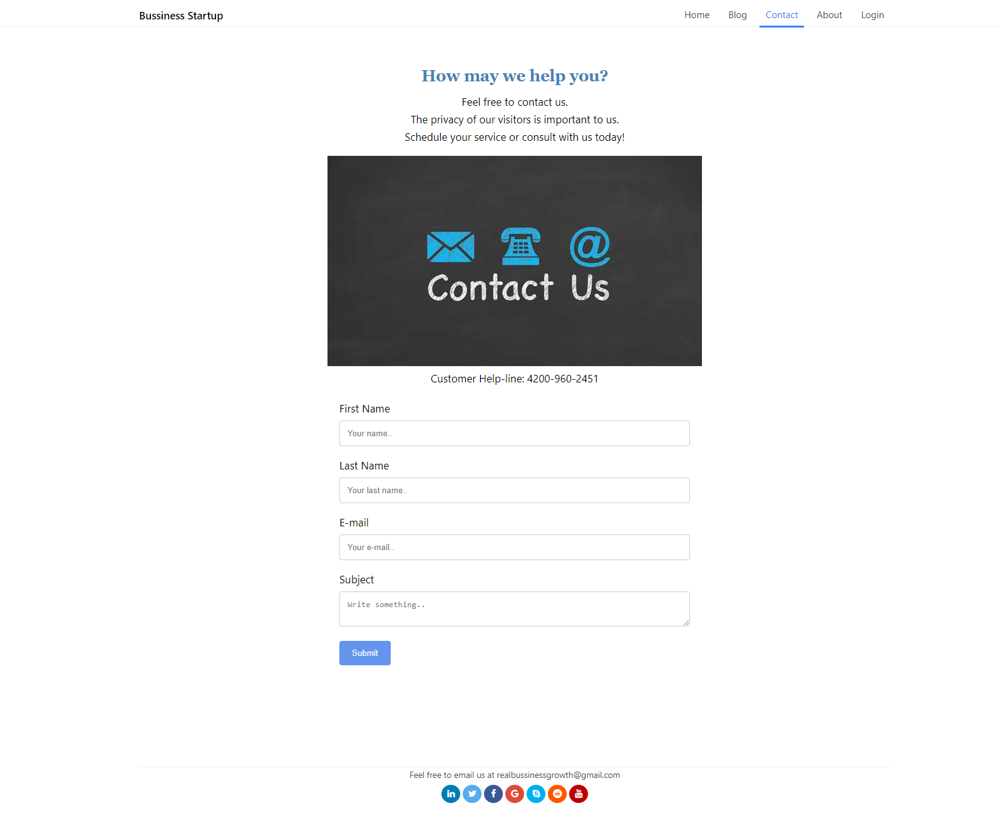 Bussiness Startup
Home Blog Contact About Login
How may we help you?
Feel free to contact us.
The privacy of our visitors is important to us.
Schedule your service or consult with us today!
@
Contact Us
Customer Help-line: 4200-960-2451
First Name
Your name..
Last Name
Your last name..
E-mail
Your e-mail..
Subject
Write something..
Submit
Feel free to email us at realbussinessgrowth@gmail.com
in f G S You Tube